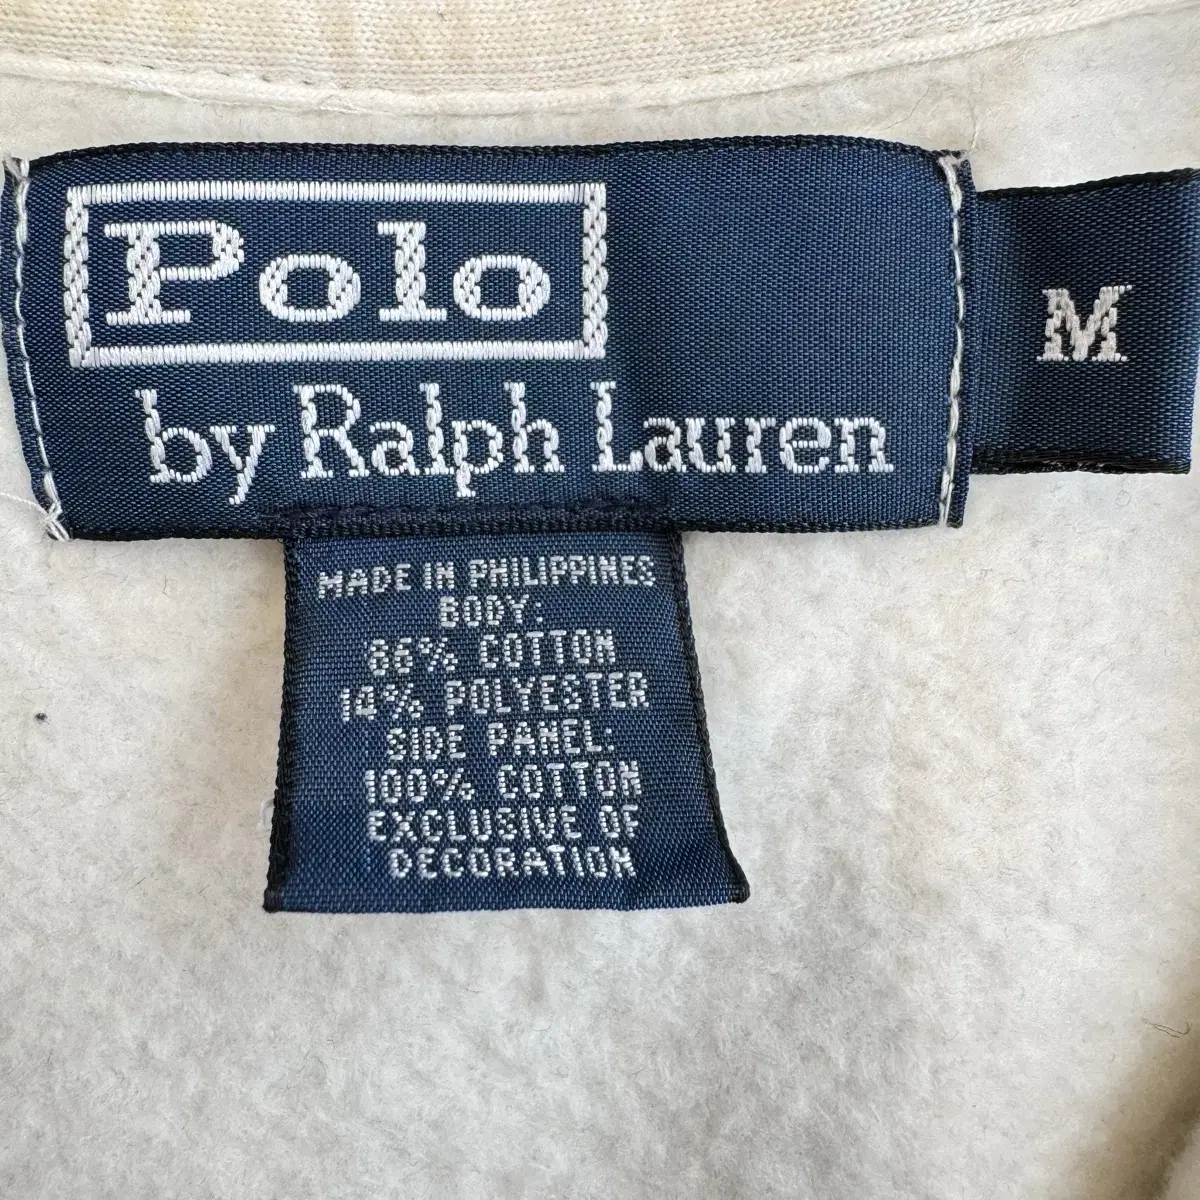 Polo
by Ralph Lauren
M
MADE IN PHILIPPINES
BODY:
86% COTTON
14% POLYESTER
SIDE PANEL:
100% COTTON
EXCLUSIVE OF
DECORATION